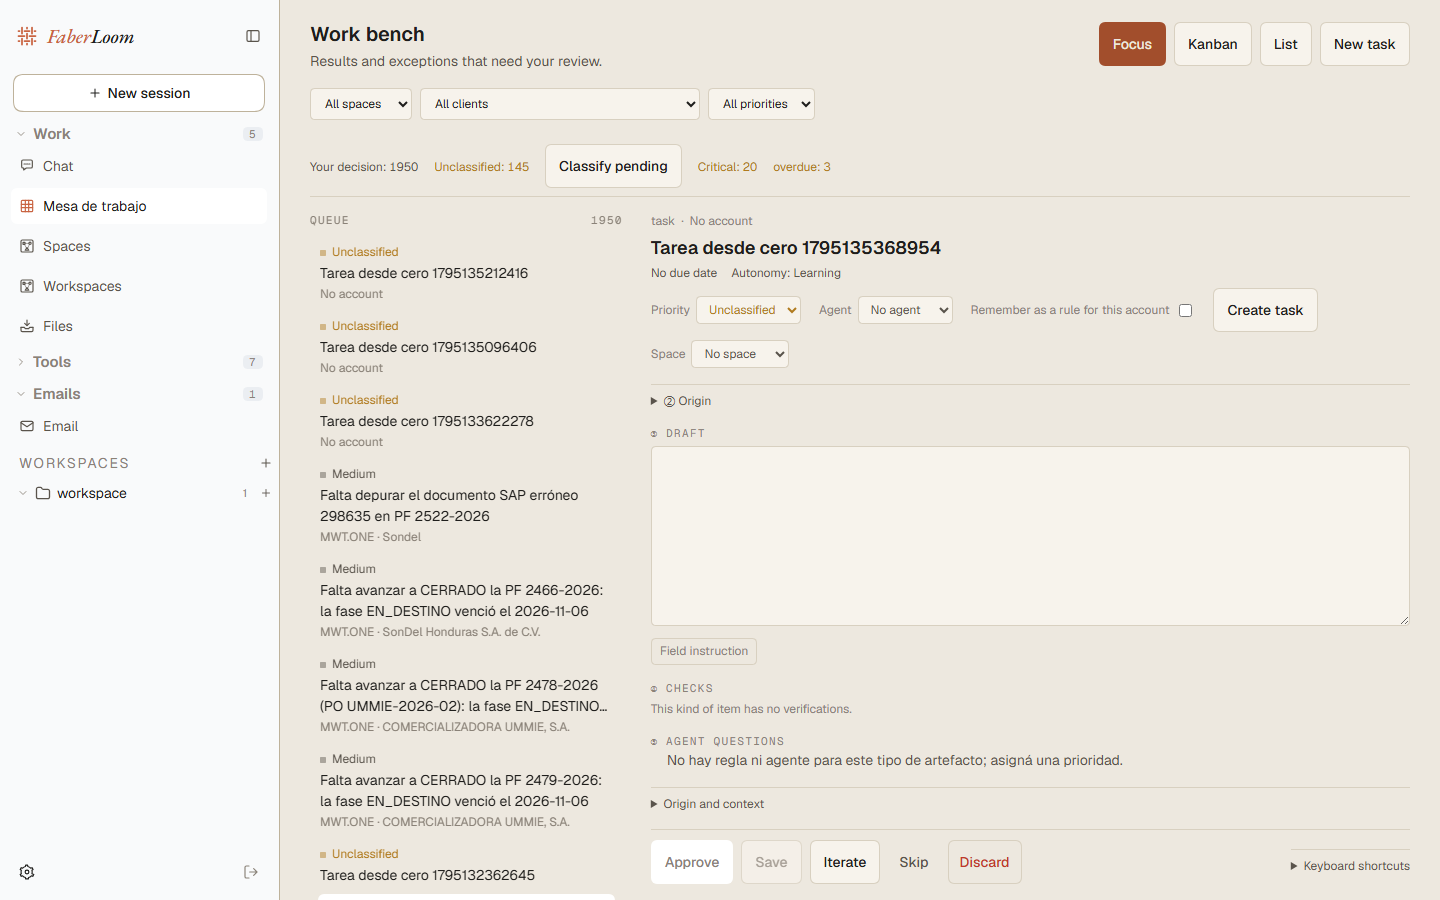 FaberLoom
+ New session
Work 5
Chat
Mesa de trabajo
Spaces
Workspaces
Files
Tools 7
Emails 1
Email
WORKSPACES +
workspace 1 +
Work bench
Results and exceptions that need your review.
Focus Kanban List New task
All spaces All clients All priorities
Your decision: 1950 Unclassified: 145 Classify pending Critical: 20 overdue: 3
QUEUE 1950
Unclassified
Tarea desde cero 1795135212416
No account
Unclassified
Tarea desde cero 1795135096406
No account
Unclassified
Tarea desde cero 1795133622278
No account
Medium
Falta depurar el documento SAP erróneo
298635 en PF 2522-2026
MWT.ONE · Sondel
Medium
Falta avanzar a CERRADO la PF 2466-2026:
la fase EN_DESTINO venció el 2026-11-06
MWT.ONE · SonDel Honduras S.A. de C.V.
Medium
Falta avanzar a CERRADO la PF 2478-2026
(PO UMMIE-2026-02): la fase EN_DESTINO…
MWT.ONE · COMERCIALIZADORA UMMIE, S.A.
Medium
Falta avanzar a CERRADO la PF 2479-2026:
la fase EN_DESTINO venció el 2026-11-06
MWT.ONE · COMERCIALIZADORA UMMIE, S.A.
Unclassified
Tarea desde cero 1795132362645
task · No account
Tarea desde cero 1795135368954
No due date Autonomy: Learning
Priority Unclassified Agent No agent Remember as a rule for this account Create task
Space No space
② Origin
DRAFT
Field instruction
CHECKS
This kind of item has no verifications.
AGENT QUESTIONS
No hay regla ni agente para este tipo de artefacto; asigná una prioridad.
Origin and context
Approve Save Iterate Skip Discard
Keyboard shortcuts